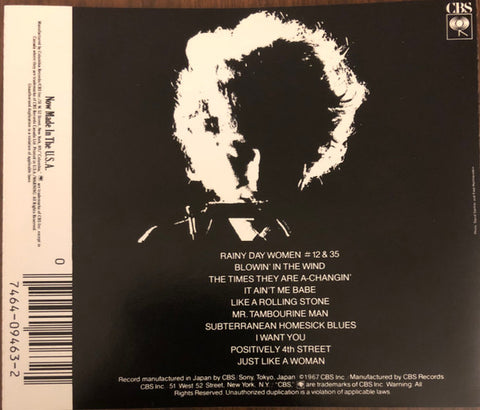 CBS
RAINY DAY WOMEN #12 & 35
BLOWIN' IN THE WIND
THE TIMES THEY ARE A-CHANGIN'
IT AIN'T ME BABE
LIKE A ROLLING STONE
MR. TAMBOURINE MAN
SUBTERRANEAN HOMESICK BLUES
I WANT YOU
POSITIVELY 4th STREET
JUST LIKE A WOMAN
Record manufactured in Japan by CBS/Sony, Tokyo, Japan. ©1967 CBS Inc./Manufactured by CBS Records/
CBS Inc./51 West 52 Street, New York, N.Y./"CBS," are trademarks of CBS Inc. Warning: All
Rights Reserved. Unauthorized duplication is a violation of applicable laws.
Now Made In The U.S.A.
0
7464-09463-2